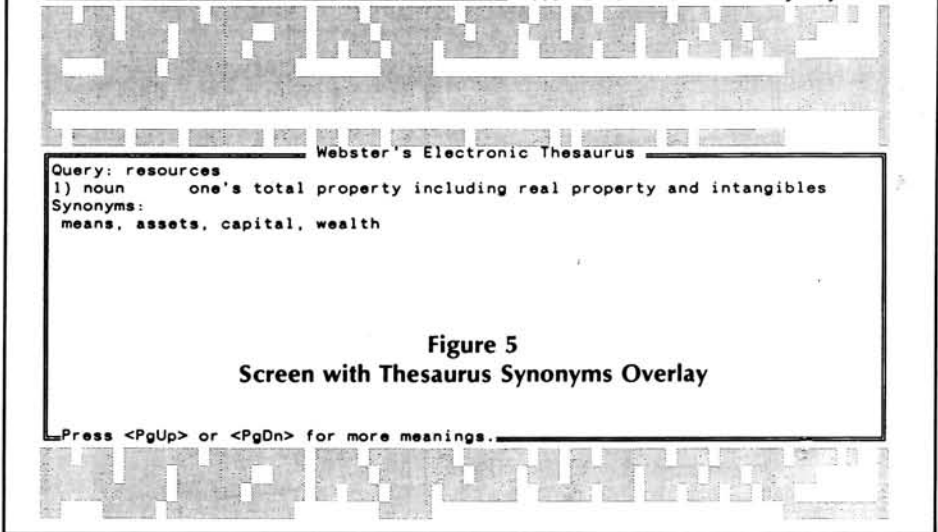 Webster's Electronic Thesaurus
Query: resources
1) noun one's total property including real property and intangibles
Synonyms:
means, assets, capital, wealth
Figure 5
Screen with Thesaurus Synonyms Overlay
Press <PgUp> or <PgDn> for more meanings.